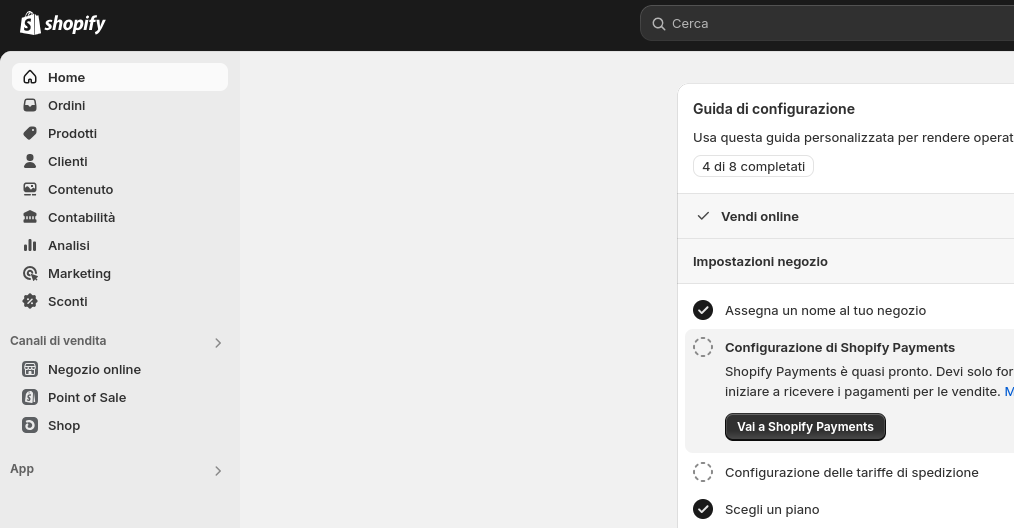 shopify
Cerca
Home
Ordini
Prodotti
Clienti
Contenuto
Contabilità
Analisi
Marketing
Sconti
Canali di vendita
Negozio online
Point of Sale
Shop
App
Guida di configurazione
Usa questa guida personalizzata per rendere operat
4 di 8 completati
Vendi online
Impostazioni negozio
Assegna un nome al tuo negozio
Configurazione di Shopify Payments
Shopify Payments è quasi pronto. Devi solo for
iniziare a ricevere i pagamenti per le vendite. M
Vai a Shopify Payments
Configurazione delle tariffe di spedizione
Scegli un piano